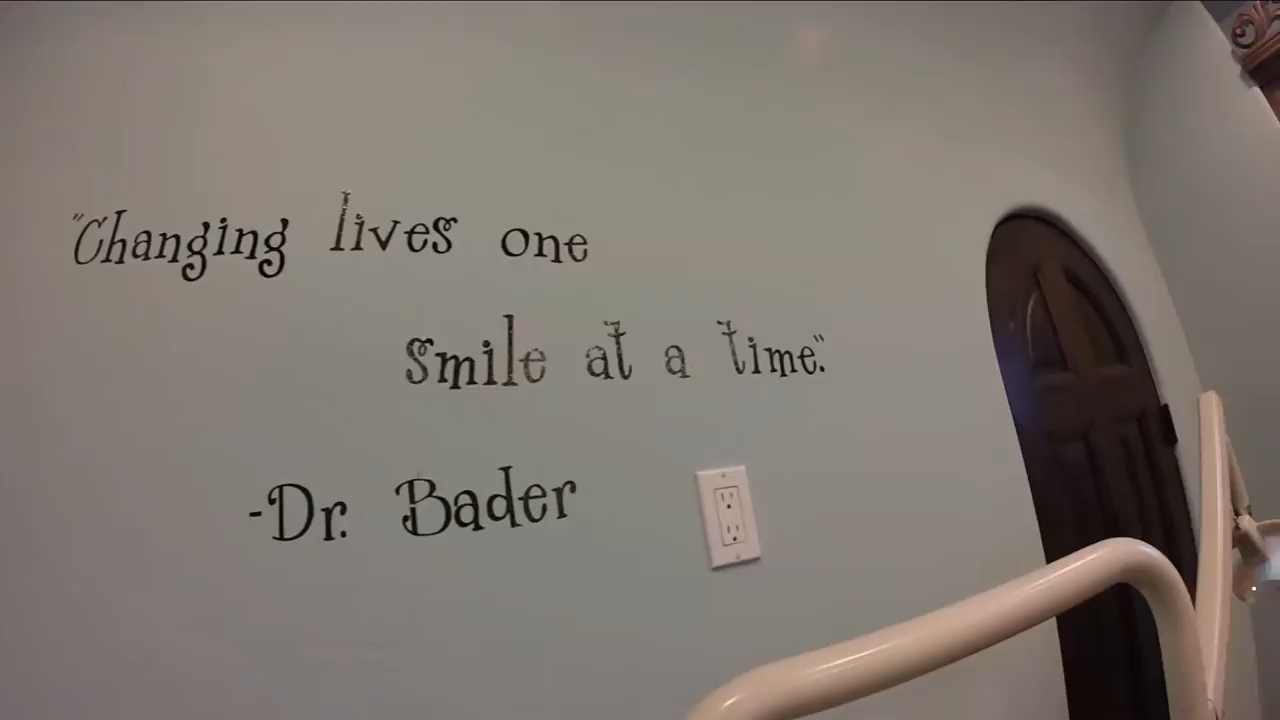 "Changing lives one
smile at a time."
-Dr. Bader